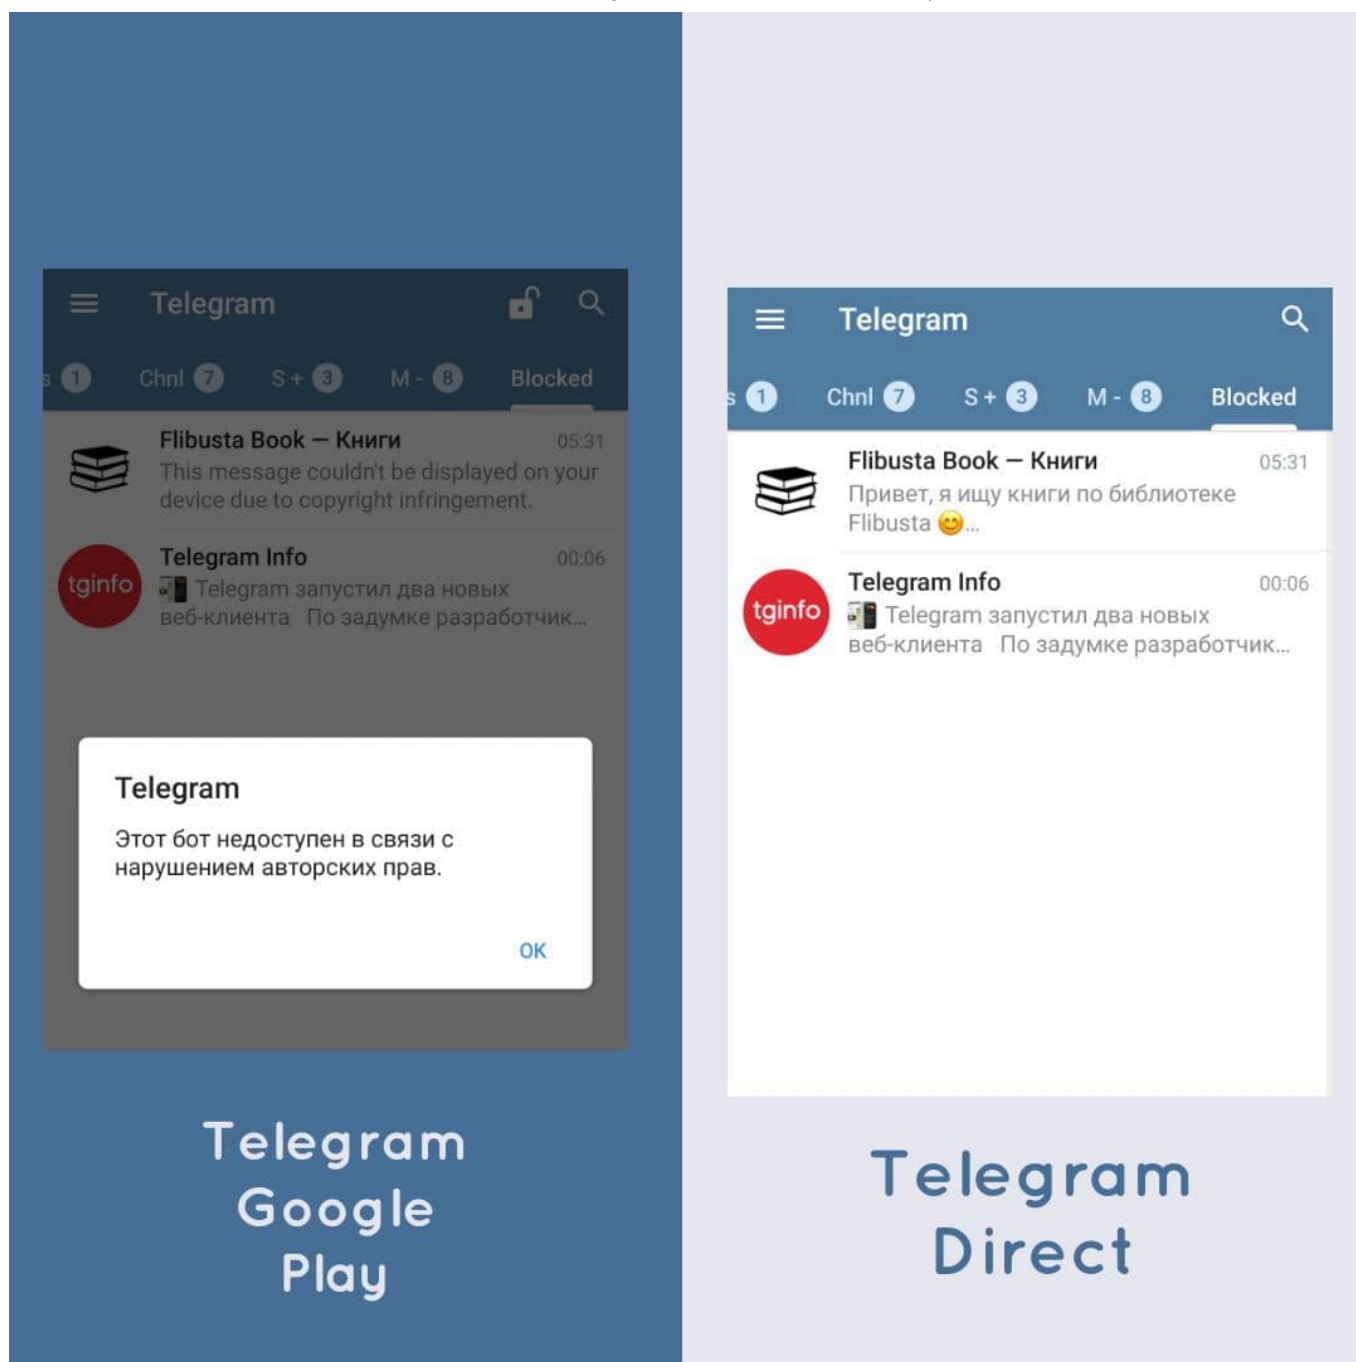 Telegram
s 1 Chnl 7 S + 3 M - 8 Blocked
Flibusta Book — Книги 05:31
This message couldn't be displayed on your
device due to copyright infringement.
tginfo
Telegram Info 00:06
Telegram запустил два новых
веб-клиента По задумке разработчик...
Telegram
Этот бот недоступен в связи с
нарушением авторских прав.
OK
Telegram
Google
Play
Telegram
s 1 Chnl 7 S + 3 M - 8 Blocked
Flibusta Book — Книги 05:31
Привет, я ищу книги по библиотеке
Flibusta 😊...
tginfo
Telegram Info 00:06
Telegram запустил два новых
веб-клиента По задумке разработчик...
Telegram
Direct